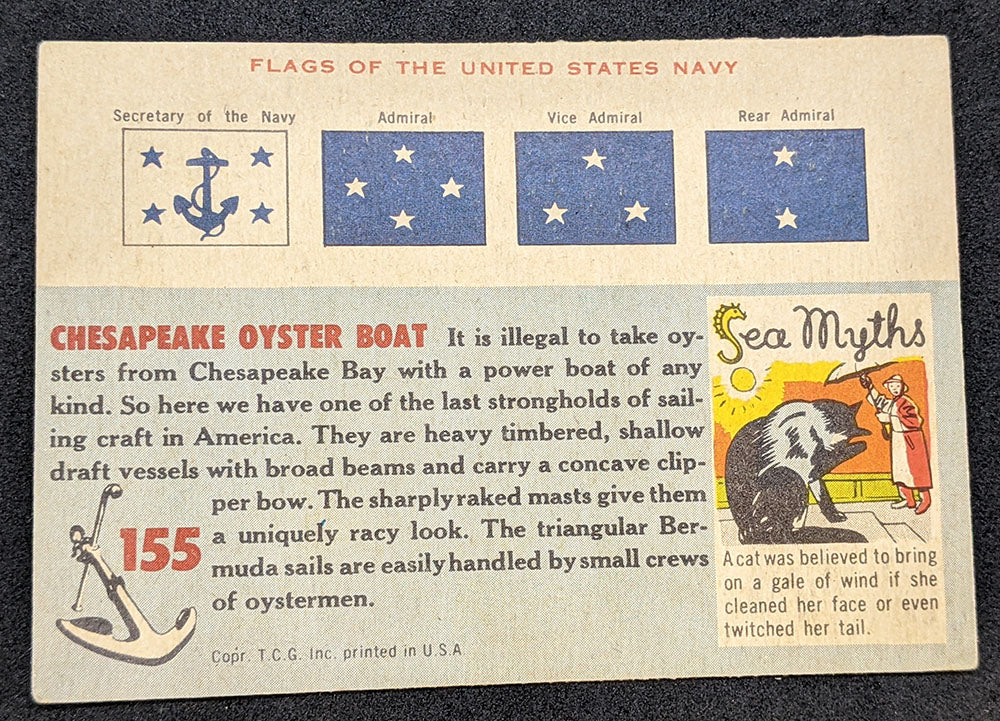 FLAGS OF THE UNITED STATES NAVY
Secretary of the Navy
Admiral
Vice Admiral
Rear Admiral
CHESAPEAKE OYSTER BOAT It is illegal to take oy-
sters from Chesapeake Bay with a power boat of any
kind. So here we have one of the last strongholds of sail-
ing craft in America. They are heavy timbered, shallow
draft vessels with broad beams and carry a concave clip-
per bow. The sharply raked masts give them
a uniquely racy look. The triangular Ber-
muda sails are easily handled by small crews
of oystermen.
155
Copr. T.C.G. Inc. printed in U.S.A
Sea Myths
A cat was believed to bring
on a gale of wind if she
cleaned her face or even
twitched her tail.